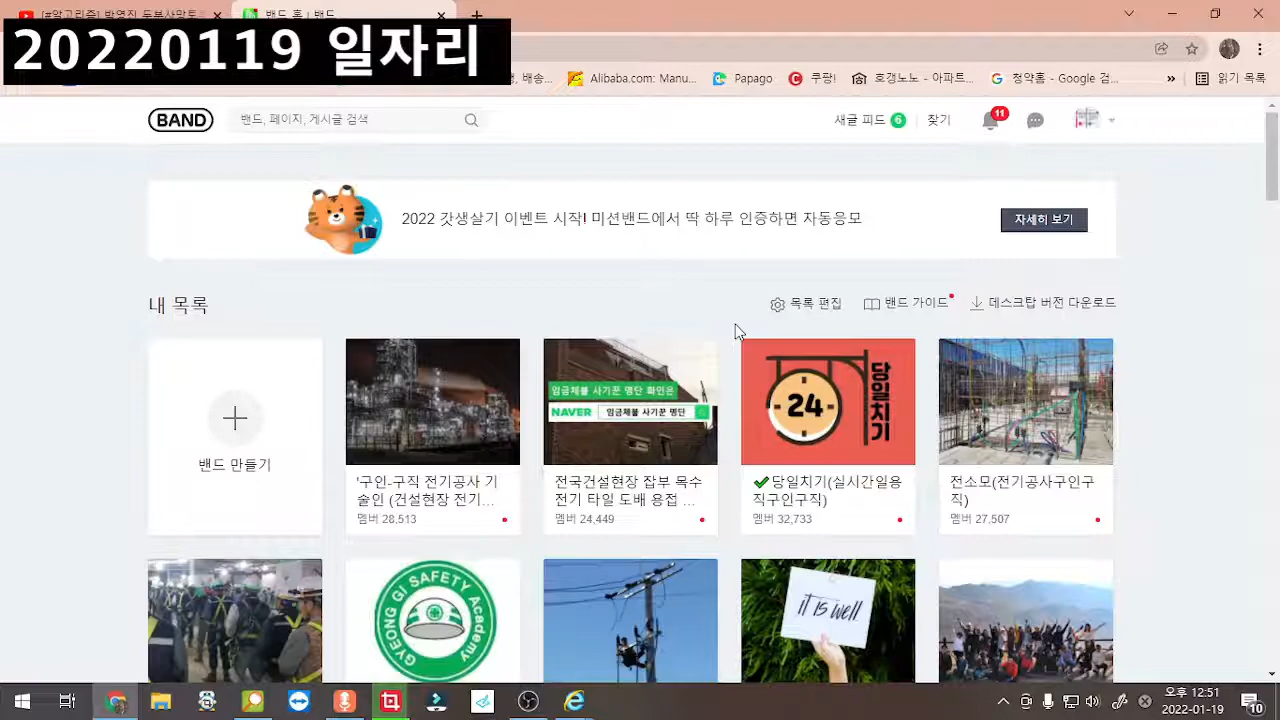 20220119 일자리
Alibaba.com: Manu...
Papago
쿠팡!
호갱노노 - 아파트...
청약홈 - Google 검...
»
읽기 목록
BAND
밴드, 페이지, 게시글 검색
새글 피드 6
찾기
11
2022 갓생살기 이벤트 시작! 미션밴드에서 딱 하루 인증하면 자동응모
자세히 보기
내 목록
목록 편집
밴드 가이드
데스크탑 버전 다운로드
밴드 만들기
'구인-구직 전기공사 기
술인 (건설현장 전기...
멤버 28,513
임금체불 사기꾼 명단 확인은
NAVER 임금체불 사기꾼 명단
전국건설현장 잡부 목수
전기 타일 도배 용접 ...
멤버 24,449
24
당일치기
✔당일치기(실시간일용
직구인구직)
멤버 32,733
전소모(전기공사구인구
직)
멤버 27,507
GYEONG GI SAFETY Academy
it is well
오후 12:31
2022-01-19
10